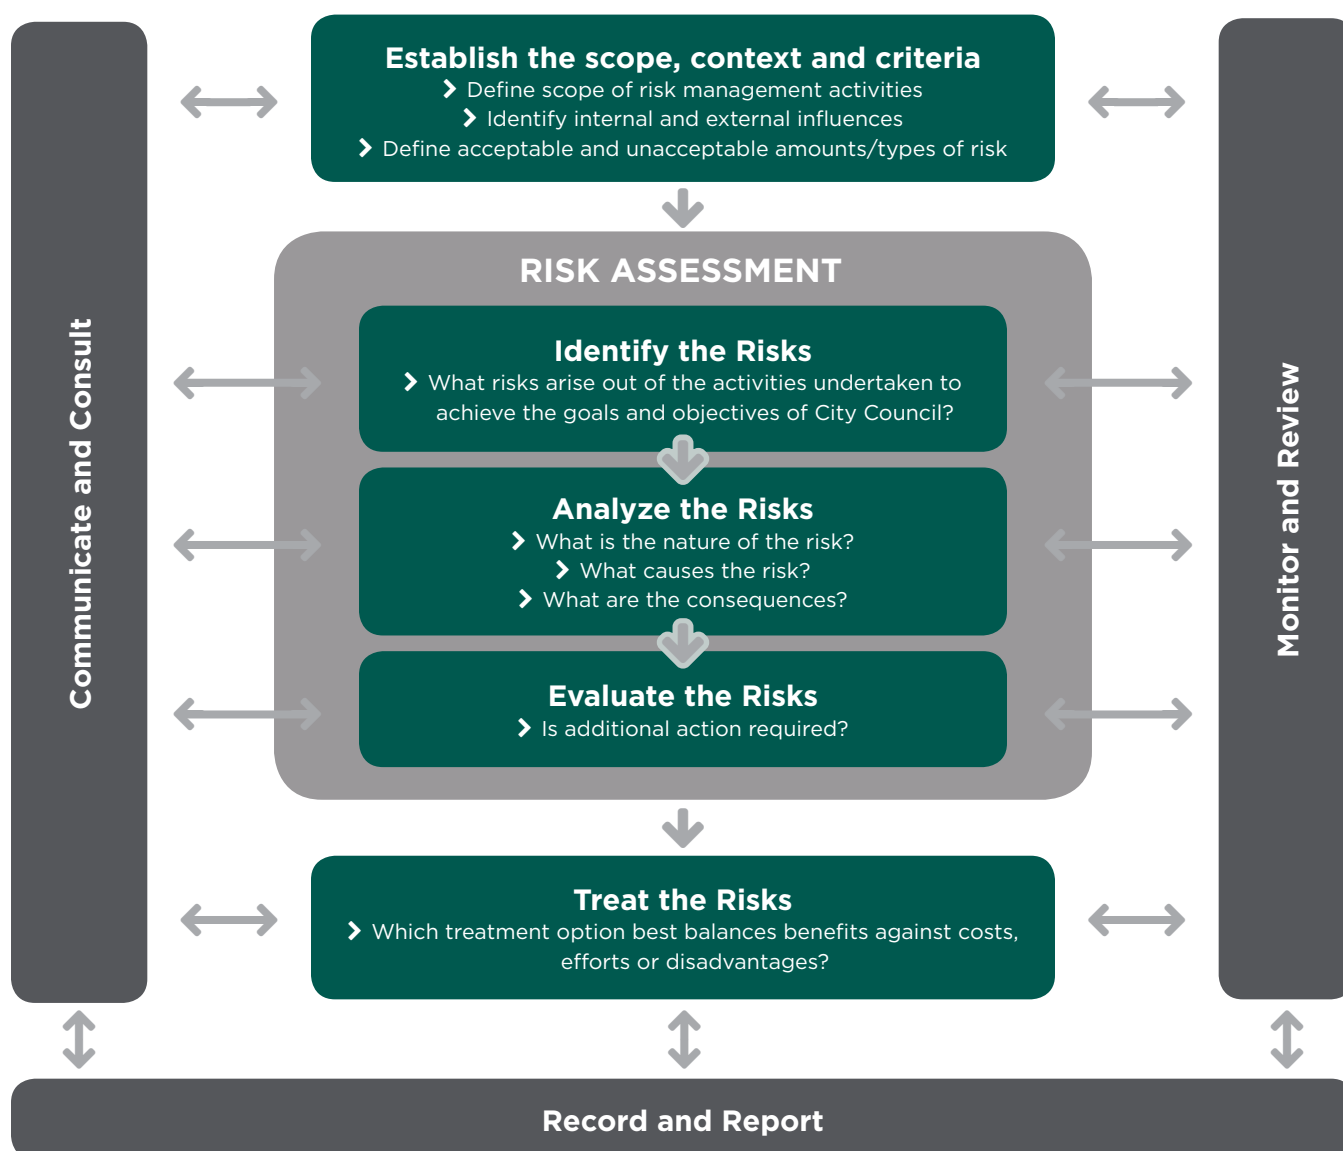 Establish the scope, context and criteria
Define scope of risk management activities
Identify internal and external influences
Define acceptable and unacceptable amounts/types of risk
RISK ASSESSMENT
Identify the Risks
What risks arise out of the activities undertaken to
achieve the goals and objectives of City Council?
Analyze the Risks
What is the nature of the risk?
What causes the risk?
What are the consequences?
Evaluate the Risks
Is additional action required?
Treat the Risks
Which treatment option best balances benefits against costs,
efforts or disadvantages?
Communicate and Consult
Monitor and Review
Record and Report